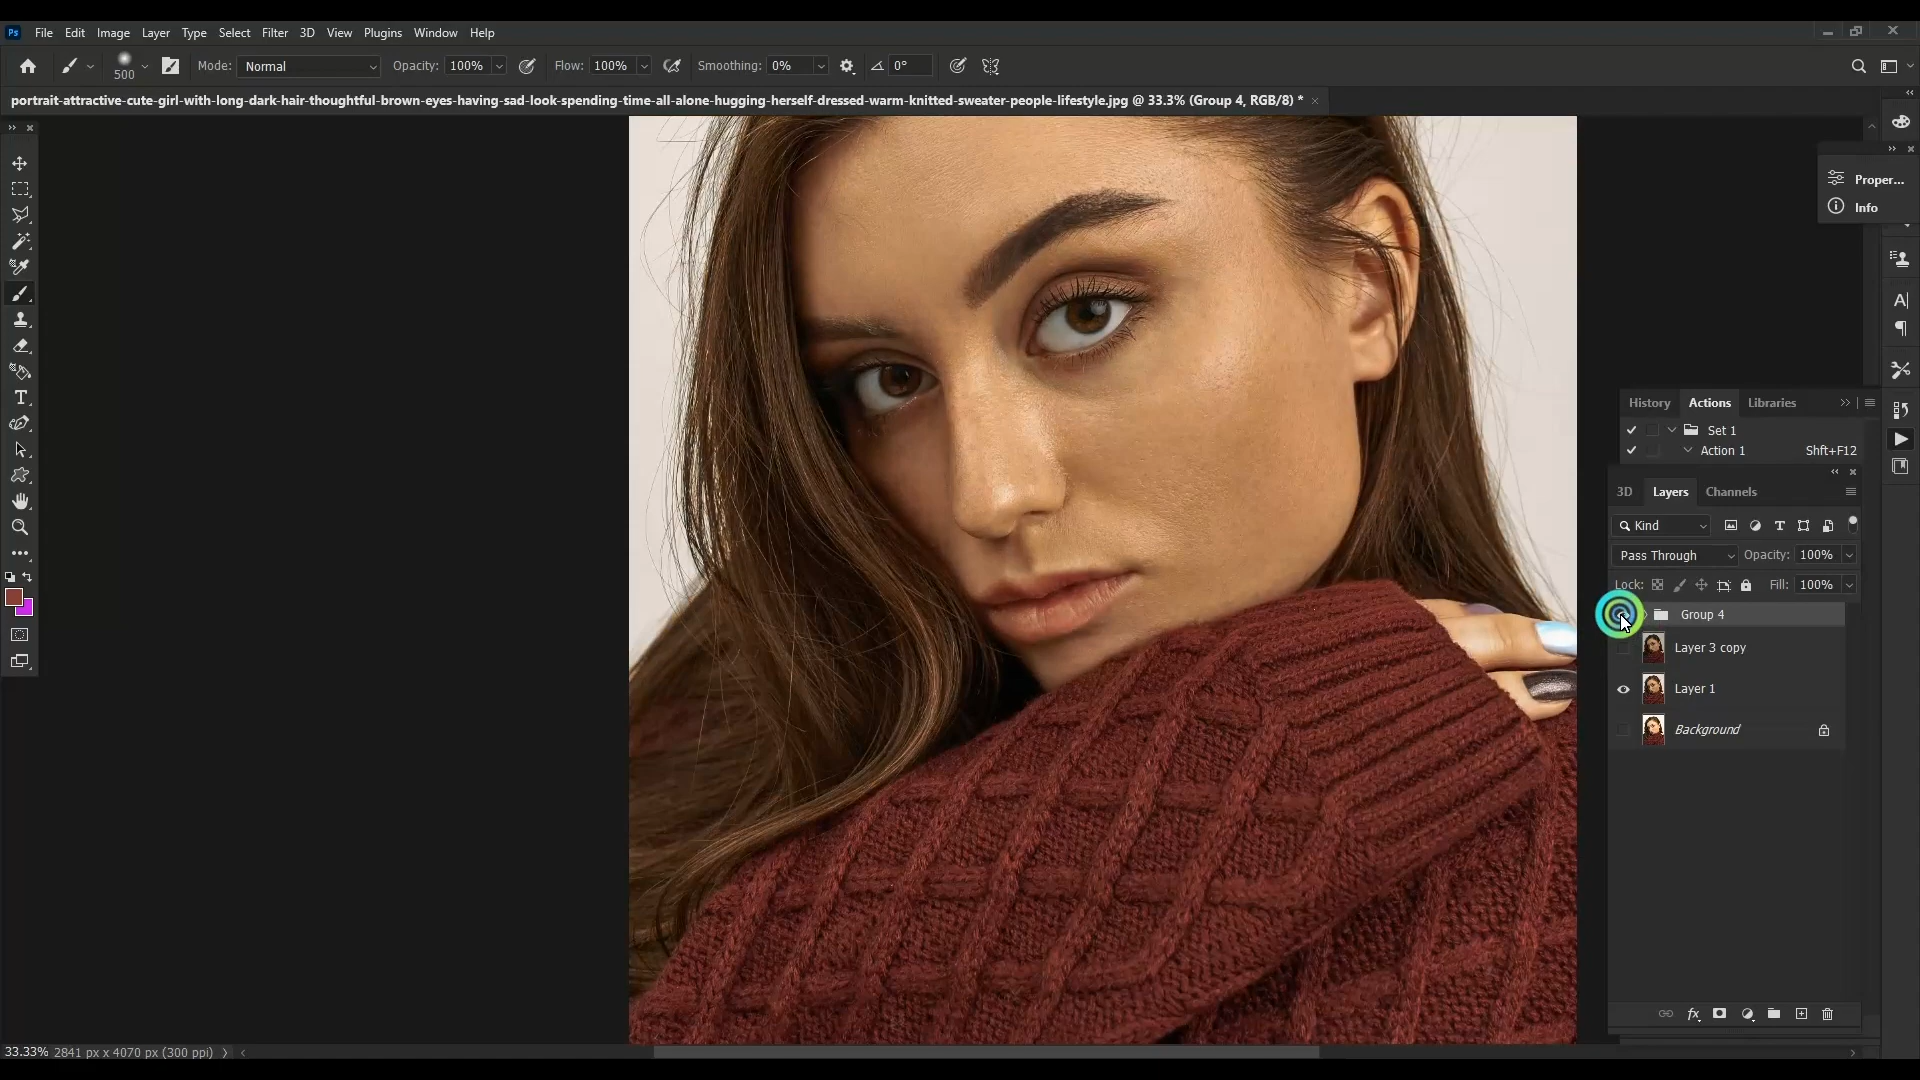 Ps File Edit Image Layer Type Select Filter 3D View Plugins Window Help
500 Mode: Normal Opacity: 100% Flow: 100% Smoothing: 0% 0°
portrait-attractive-cute-girl-with-long-dark-hair-thoughtful-brown-eyes-having-sad-look-spending-time-all-alone-hugging-herself-dressed-warm-knitted-sweater-people-lifestyle.jpg @ 33.3% (Group 4, RGB/8) *
Proper...
Info
History Actions Libraries
Set 1
Action 1 Shft+F12
3D Layers Channels
Kind
Pass Through Opacity: 100%
Lock: Fill: 100%
Group 4
Layer 3 copy
Layer 1
Background
33.33% 2841 px x 4070 px (300 ppi)